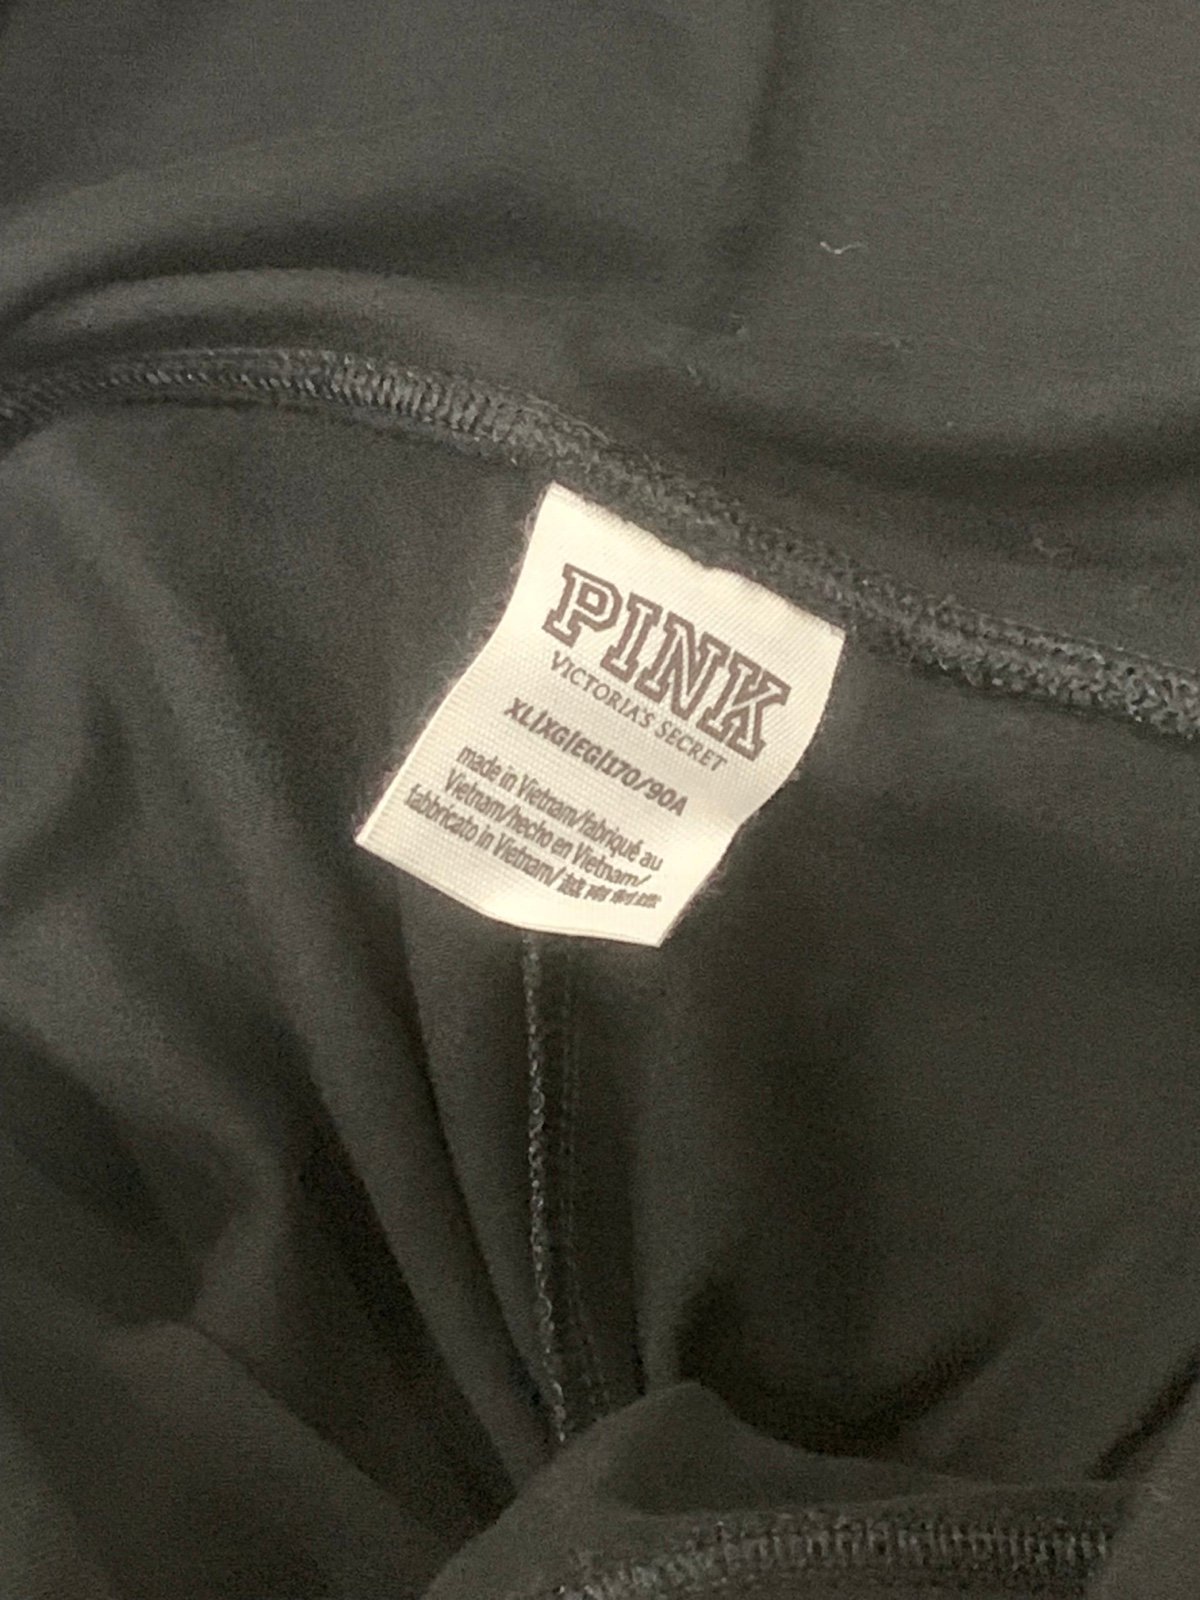 PINK
VICTORIA'S SECRET
XL|XG|EG|170/90A
made in Vietnam/fabriqué au
Vietnam/hecho en Vietnam/
fabbricato in Vietnam/